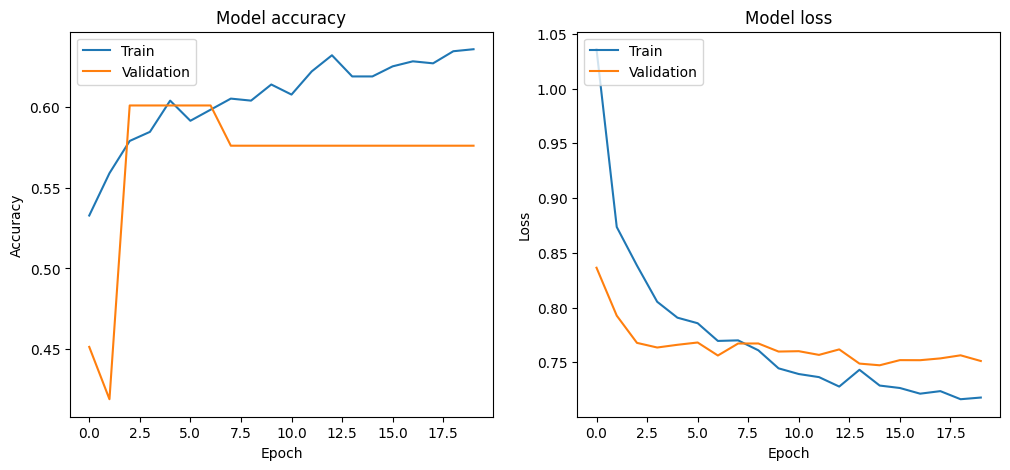 Model accuracy
Train
Validation
0.60
0.55
0.50
0.45
Accuracy
0.0 2.5 5.0 7.5 10.0 12.5 15.0 17.5
Epoch
Model loss
Train
Validation
1.05
1.00
0.95
0.90
0.85
0.80
0.75
Loss
0.0 2.5 5.0 7.5 10.0 12.5 15.0 17.5
Epoch